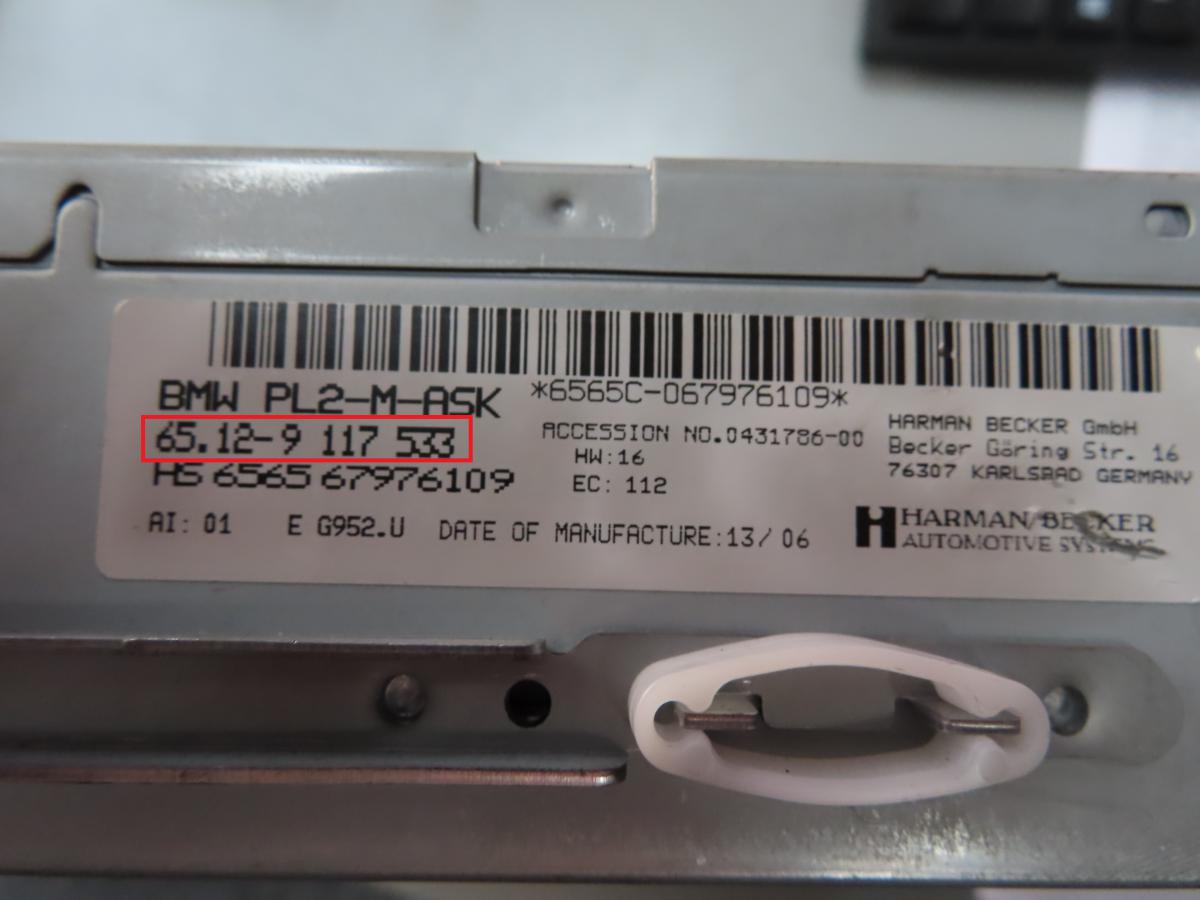 BMW PL2-M-ASK
*6565C-067976109*
65.12-9 117 533
HS 6565 67976109
ACCESSION NO.0431786-00
HW:16
EC: 112
HARMAN BECKER GmbH
Becker Göring Str. 16
76307 KARLSBAD GERMANY
AI: 01 E G952.U DATE OF MANUFACTURE:13/06
HARMAN/BECKER
AUTOMOTIVE SYSTEMS